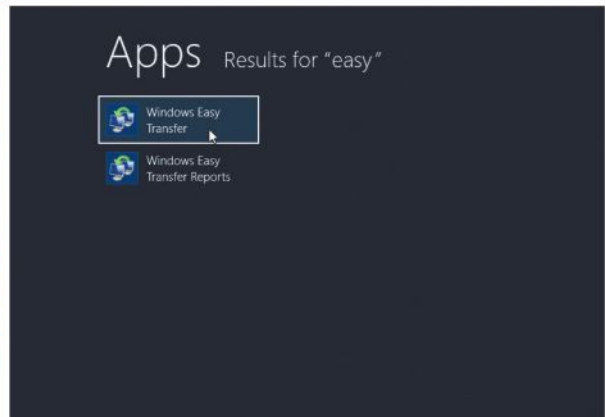 Apps Results for "easy"
Windows Easy
Transfer
Windows Easy
Transfer Reports